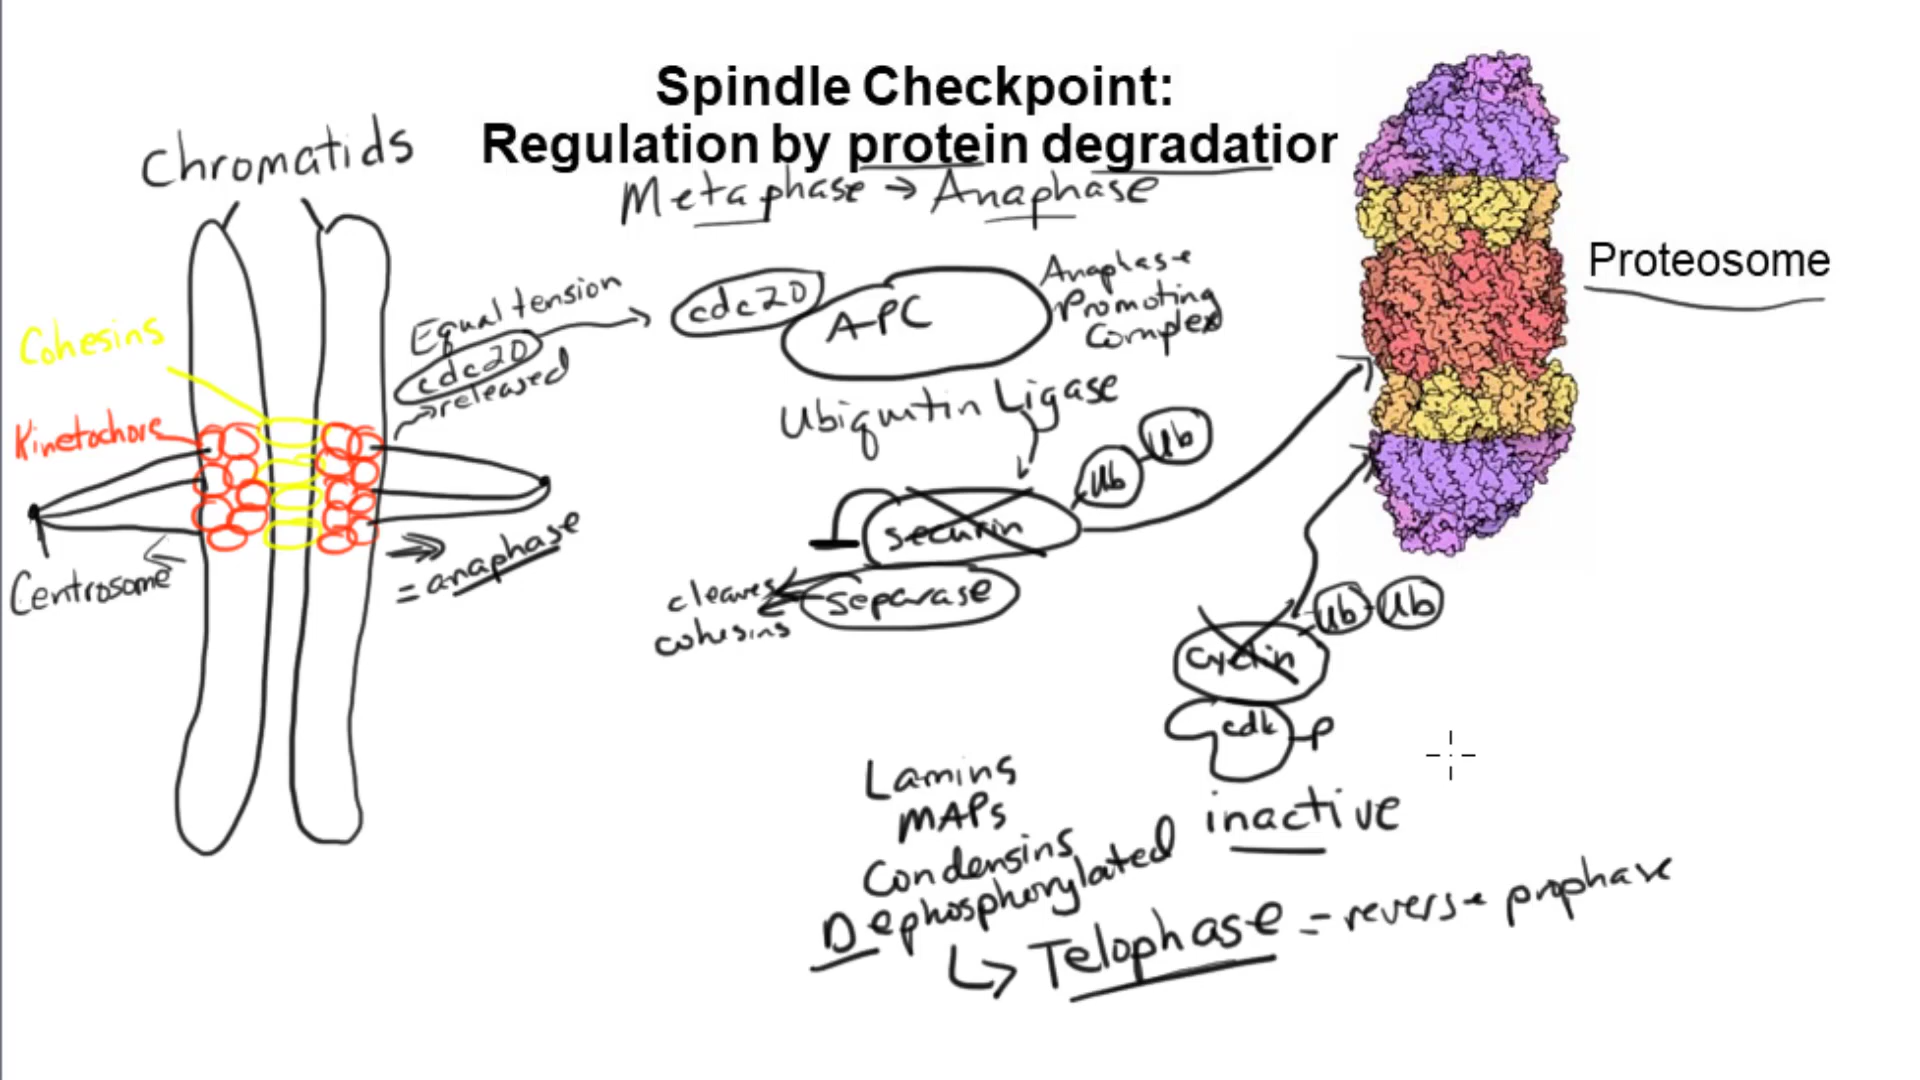 Spindle Checkpoint:
Regulation by protein degradation
Metaphase → Anaphase
Chromatids
Cohesins
Kinetochore
Centrosome
Equal tension
cdc20
released
= anaphase
cdc20
APC
Anaphase
Promoting
Complex
Ubiquitin Ligase
Ub
Ub
securin
separase
cleaves
cohesins
Proteosome
Ub
Ub
cyclin
cdk
P
inactive
Lamins
MAPs
Condensins
Dephosphorylated
Telophase = reverse prophase